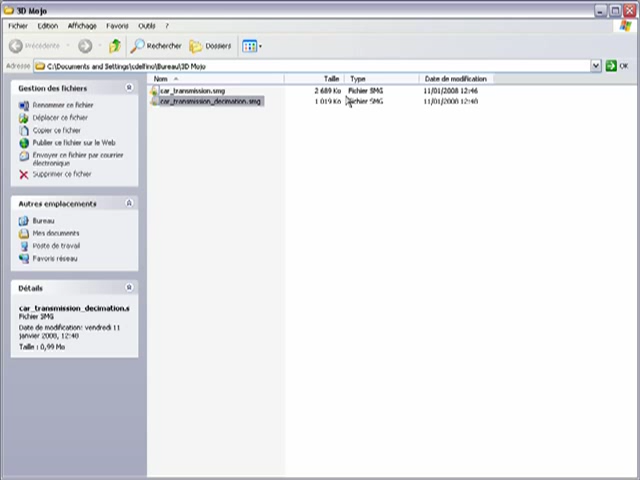 3D Mojo
Fichier Edition Affichage Favoris Outils ?
Précédente Rechercher Dossiers
Adresse C:\Documents and Settings\cdelfino\Bureau\3D Mojo OK
Gestion des fichiers
Renommer ce fichier
Déplacer ce fichier
Copier ce fichier
Publier ce fichier sur le Web
Envoyer ce fichier par courrier
électronique
Supprimer ce fichier
Autres emplacements
Bureau
Mes documents
Poste de travail
Favoris réseau
Détails
car_transmission_decimation.s
Fichier SMG
Date de modification: vendredi 11
janvier 2008, 12:48
Taille : 0,99 Mo
Nom Taille Type Date de modification
car_transmission.smg 2 689 Ko Fichier SMG 11/01/2008 12:46
car_transmission_decimation.smg 1 019 Ko Fichier SMG 11/01/2008 12:48